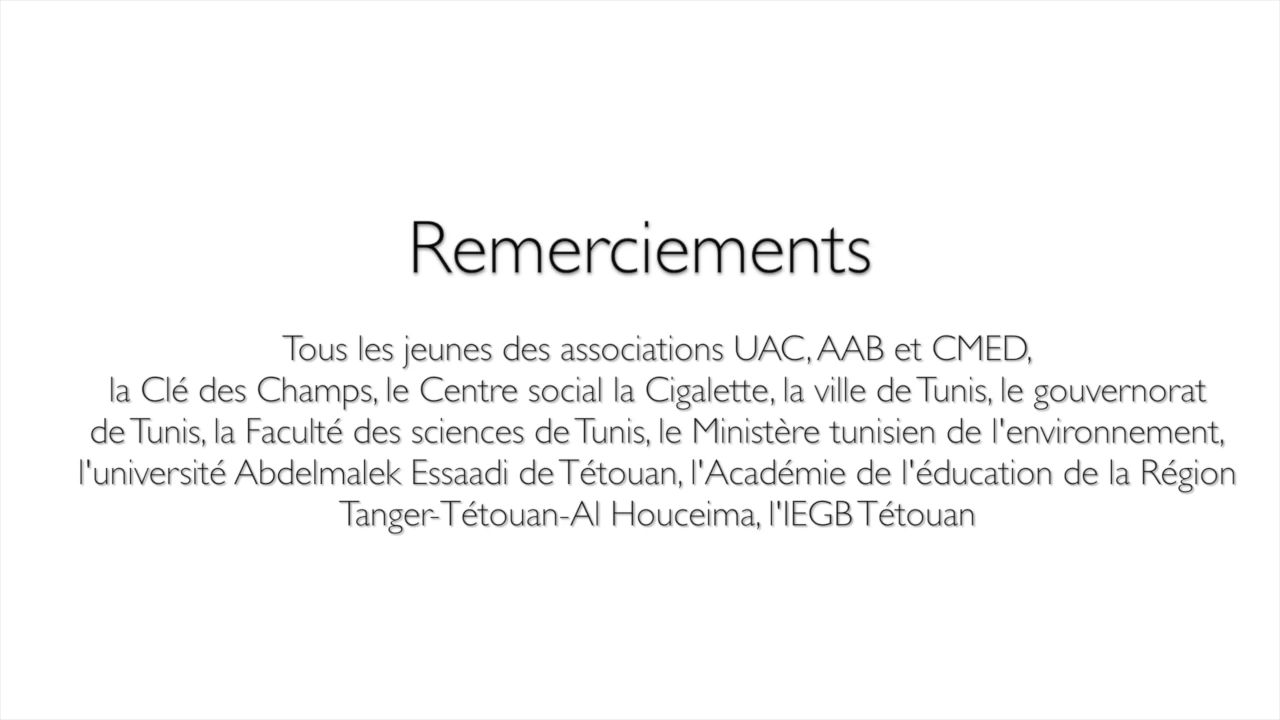 Remerciements
Tous les jeunes des associations UAC, AAB et CMED,
la Clé des Champs, le Centre social la Cigalette, la ville de Tunis, le gouvernorat
de Tunis, la Faculté des sciences de Tunis, le Ministère tunisien de l'environnement,
l'université Abdelmalek Essaadi de Tétouan, l'Académie de l'éducation de la Région
Tanger-Tétouan-Al Houceima, l'IEGB Tétouan